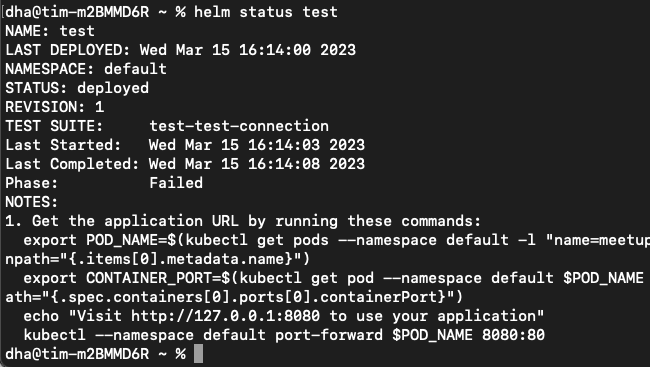 dha@tim-m2BMMD6R ~ % helm status test
NAME: test
LAST DEPLOYED: Wed Mar 15 16:14:00 2023
NAMESPACE: default
STATUS: deployed
REVISION: 1
TEST SUITE:     test-test-connection
Last Started:   Wed Mar 15 16:14:03 2023
Last Completed: Wed Mar 15 16:14:08 2023
Phase:          Failed
NOTES:
1. Get the application URL by running these commands:
  export POD_NAME=$(kubectl get pods --namespace default -l "name=meetup
npath="{.items[0].metadata.name}")
  export CONTAINER_PORT=$(kubectl get pod --namespace default $POD_NAME
ath="{.spec.containers[0].ports[0].containerPort}")
  echo "Visit http://127.0.0.1:8080 to use your application"
  kubectl --namespace default port-forward $POD_NAME 8080:80
dha@tim-m2BMMD6R ~ %